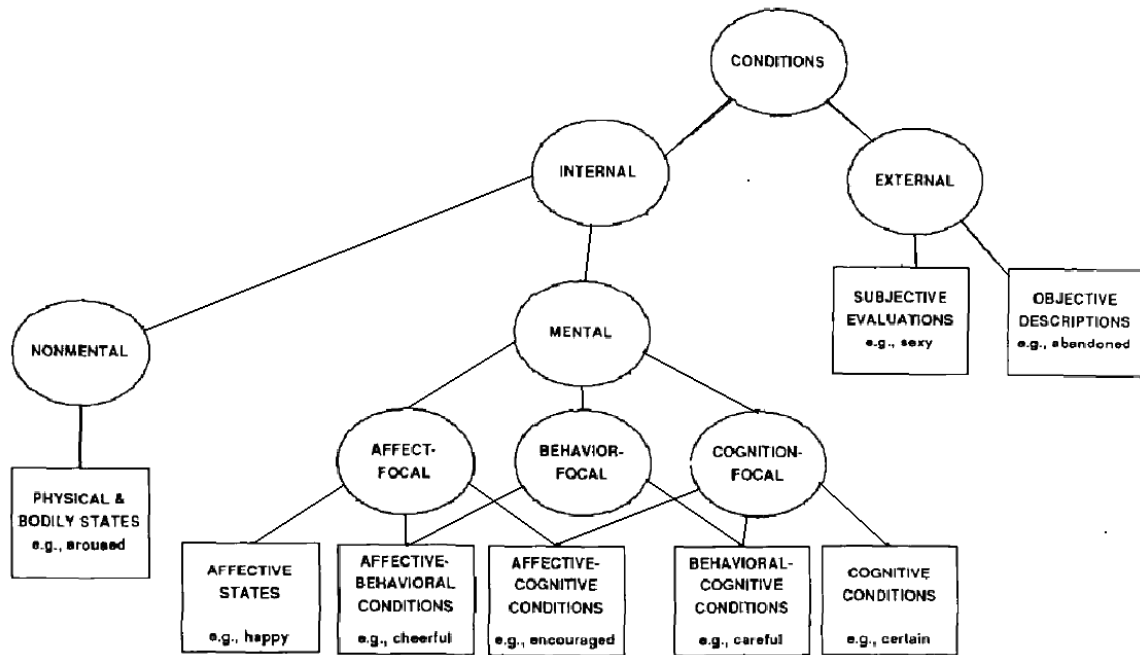 CONDITIONS
INTERNAL
EXTERNAL
SUBJECTIVE
EVALUATIONS
e.g., sexy
OBJECTIVE
DESCRIPTIONS
e.g., abandoned
NONMENTAL
MENTAL
AFFECT-
FOCAL
BEHAVIOR-
FOCAL
COGNITION-
FOCAL
PHYSICAL &
BODILY STATES
e.g., aroused
AFFECTIVE
STATES
e.g., happy
AFFECTIVE-
BEHAVIORAL
CONDITIONS
e.g., cheerful
AFFECTIVE-
COGNITIVE
CONDITIONS
e.g., encouraged
BEHAVIORAL-
COGNITIVE
CONDITIONS
e.g., careful
COGNITIVE
CONDITIONS
e.g., certain